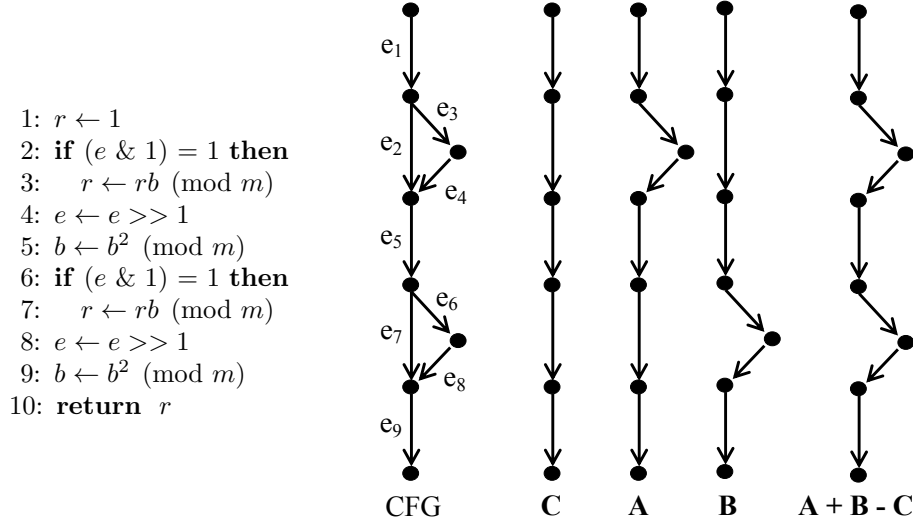 1: r ← 1
2: if (e & 1) = 1 then
3: r ← rb (mod m)
4: e ← e >> 1
5: b ← b² (mod m)
6: if (e & 1) = 1 then
7: r ← rb (mod m)
8: e ← e >> 1
9: b ← b² (mod m)
10: return r
e₁
e₃
e₂
e₄
e₅
e₆
e₇
e₈
e₉
CFG
C
A
B
A + B - C